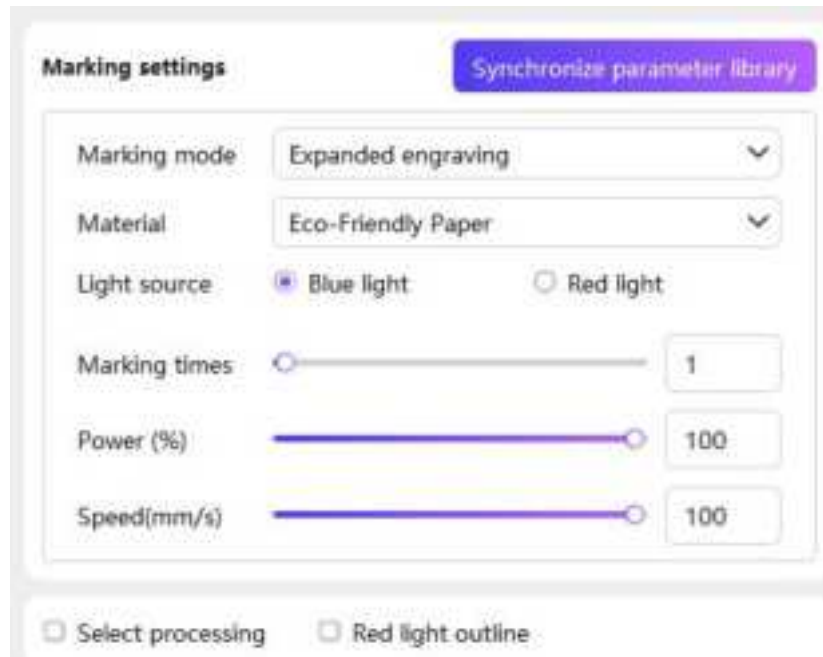 Marking settings
Synchronize parameter library
Marking mode Expanded engraving
Material Eco-Friendly Paper
Light source Blue light Red light
Marking times 1
Power (%) 100
Speed(mm/s) 100
Select processing Red light outline